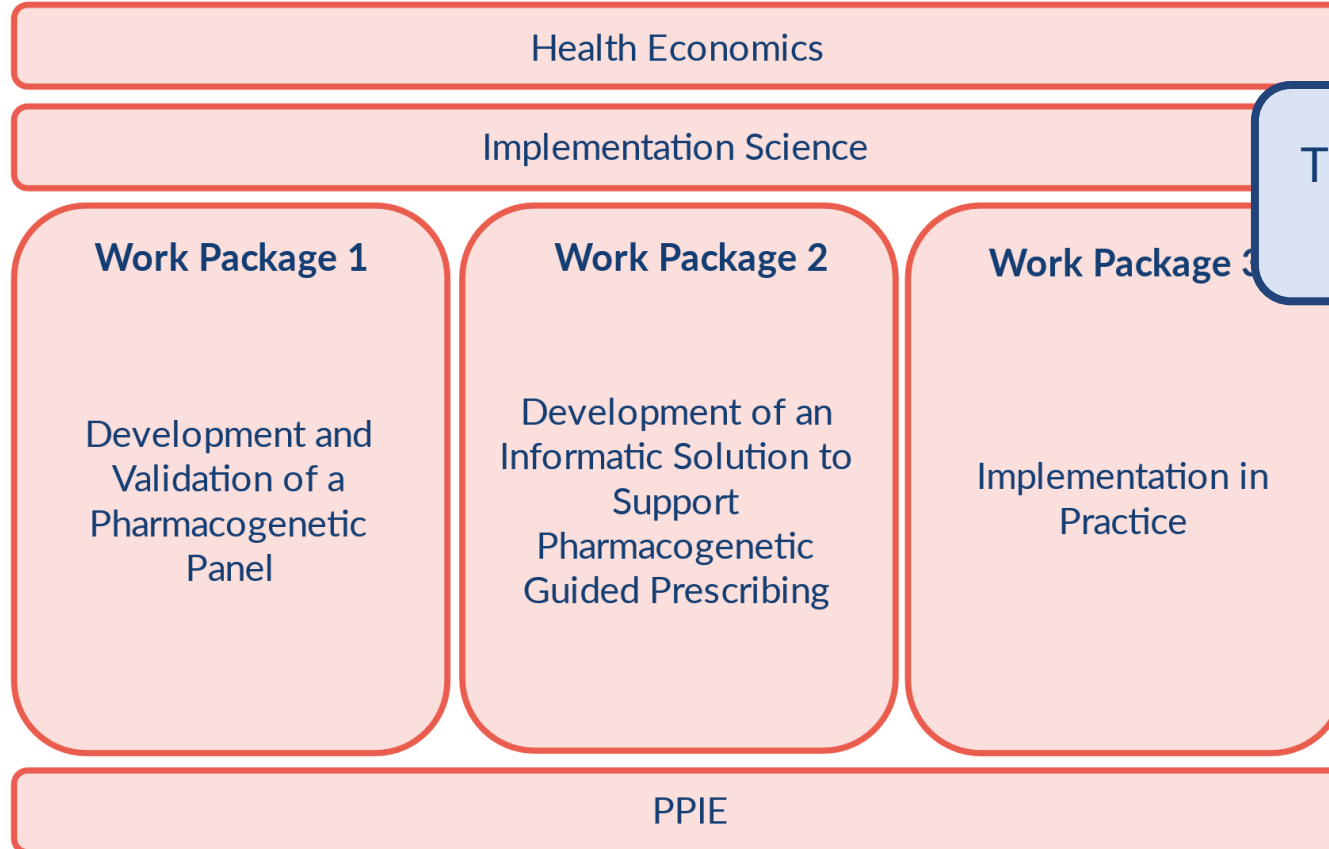 Health Economics
Implementation Science
T
Work Package 1
Work Package 2
Work Package 3
Development and
Validation of a
Pharmacogenetic
Panel
Development of an
Informatic Solution to
Support
Pharmacogenetic
Guided Prescribing
Implementation in
Practice
PPIE